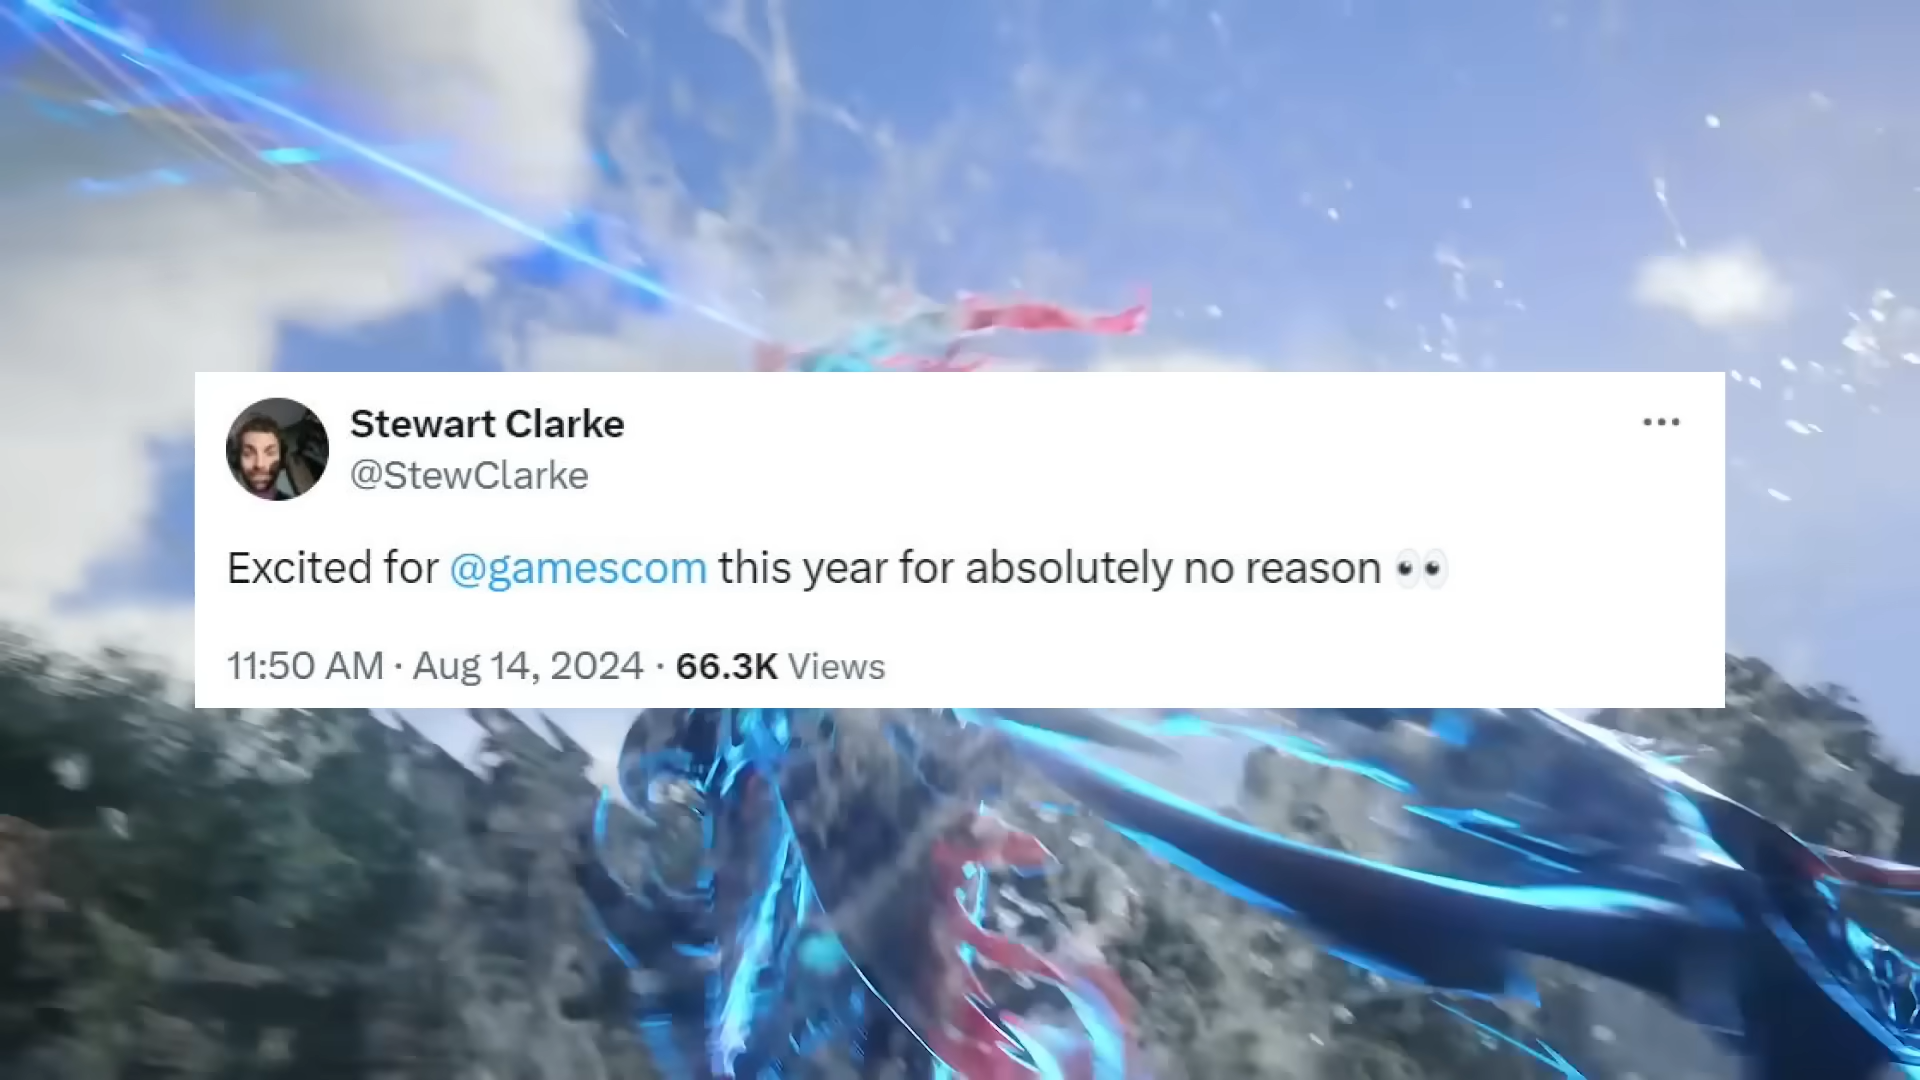 Stewart Clarke
@StewClarke
Excited for @gamescom this year for absolutely no reason 👀
11:50 AM · Aug 14, 2024 · 66.3K Views